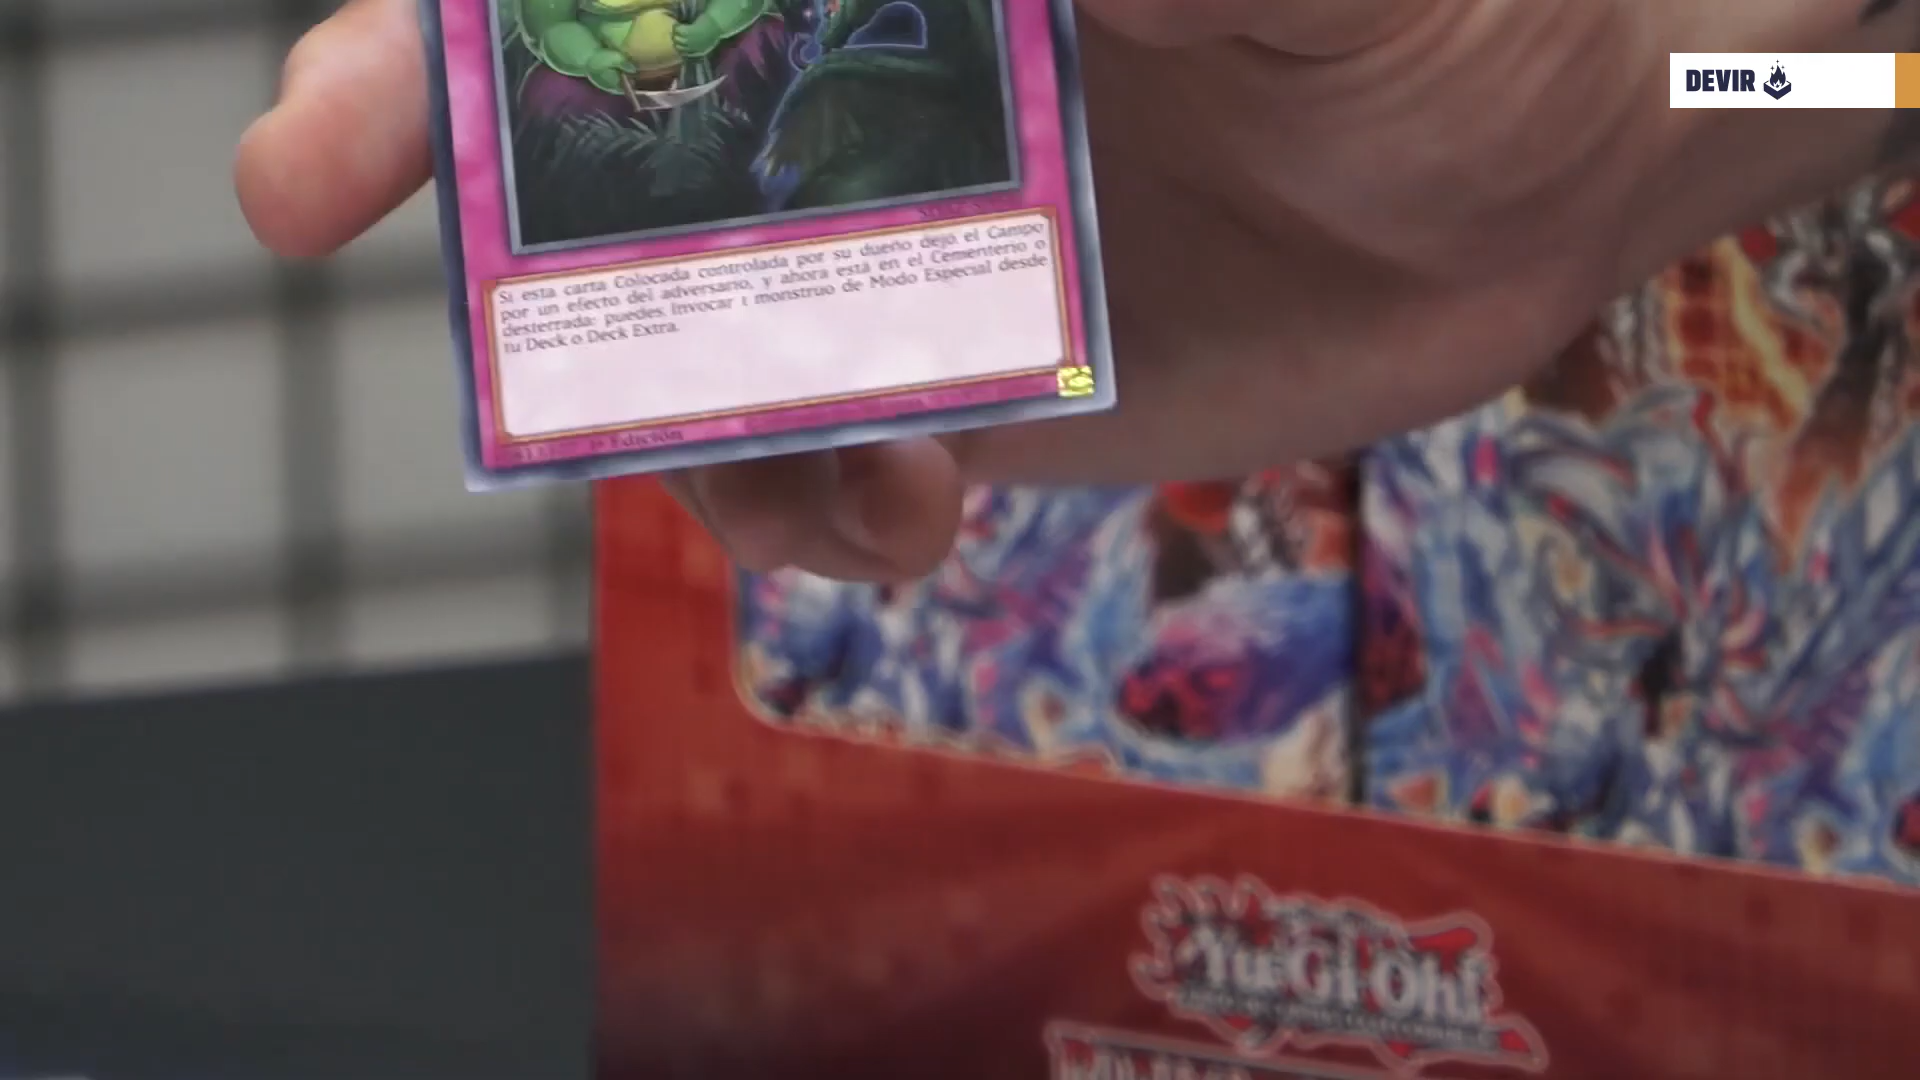 DEVIR
Si esta carta Colocada controlada por su dueño dejó el Campo
por un efecto del adversario, y ahora está en el Cementerio o
desterrada: puedes Invocar 1 monstruo de Modo Especial desde
tu Deck o Deck Extra.
1ª Edición
Yu-Gi-Oh!